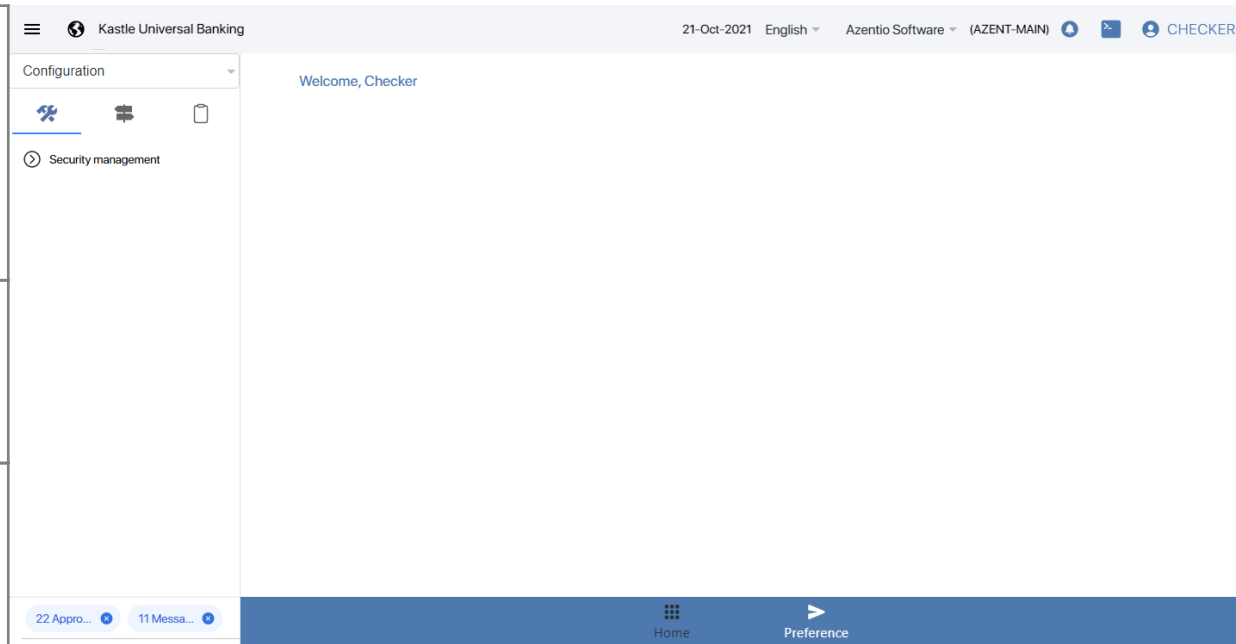 Kastle Universal Banking
21-Oct-2021 English Azentio Software (AZENT-MAIN) CHECKER
Configuration
Welcome, Checker
Security management
22 Appro... 11 Messa...
Home Preference